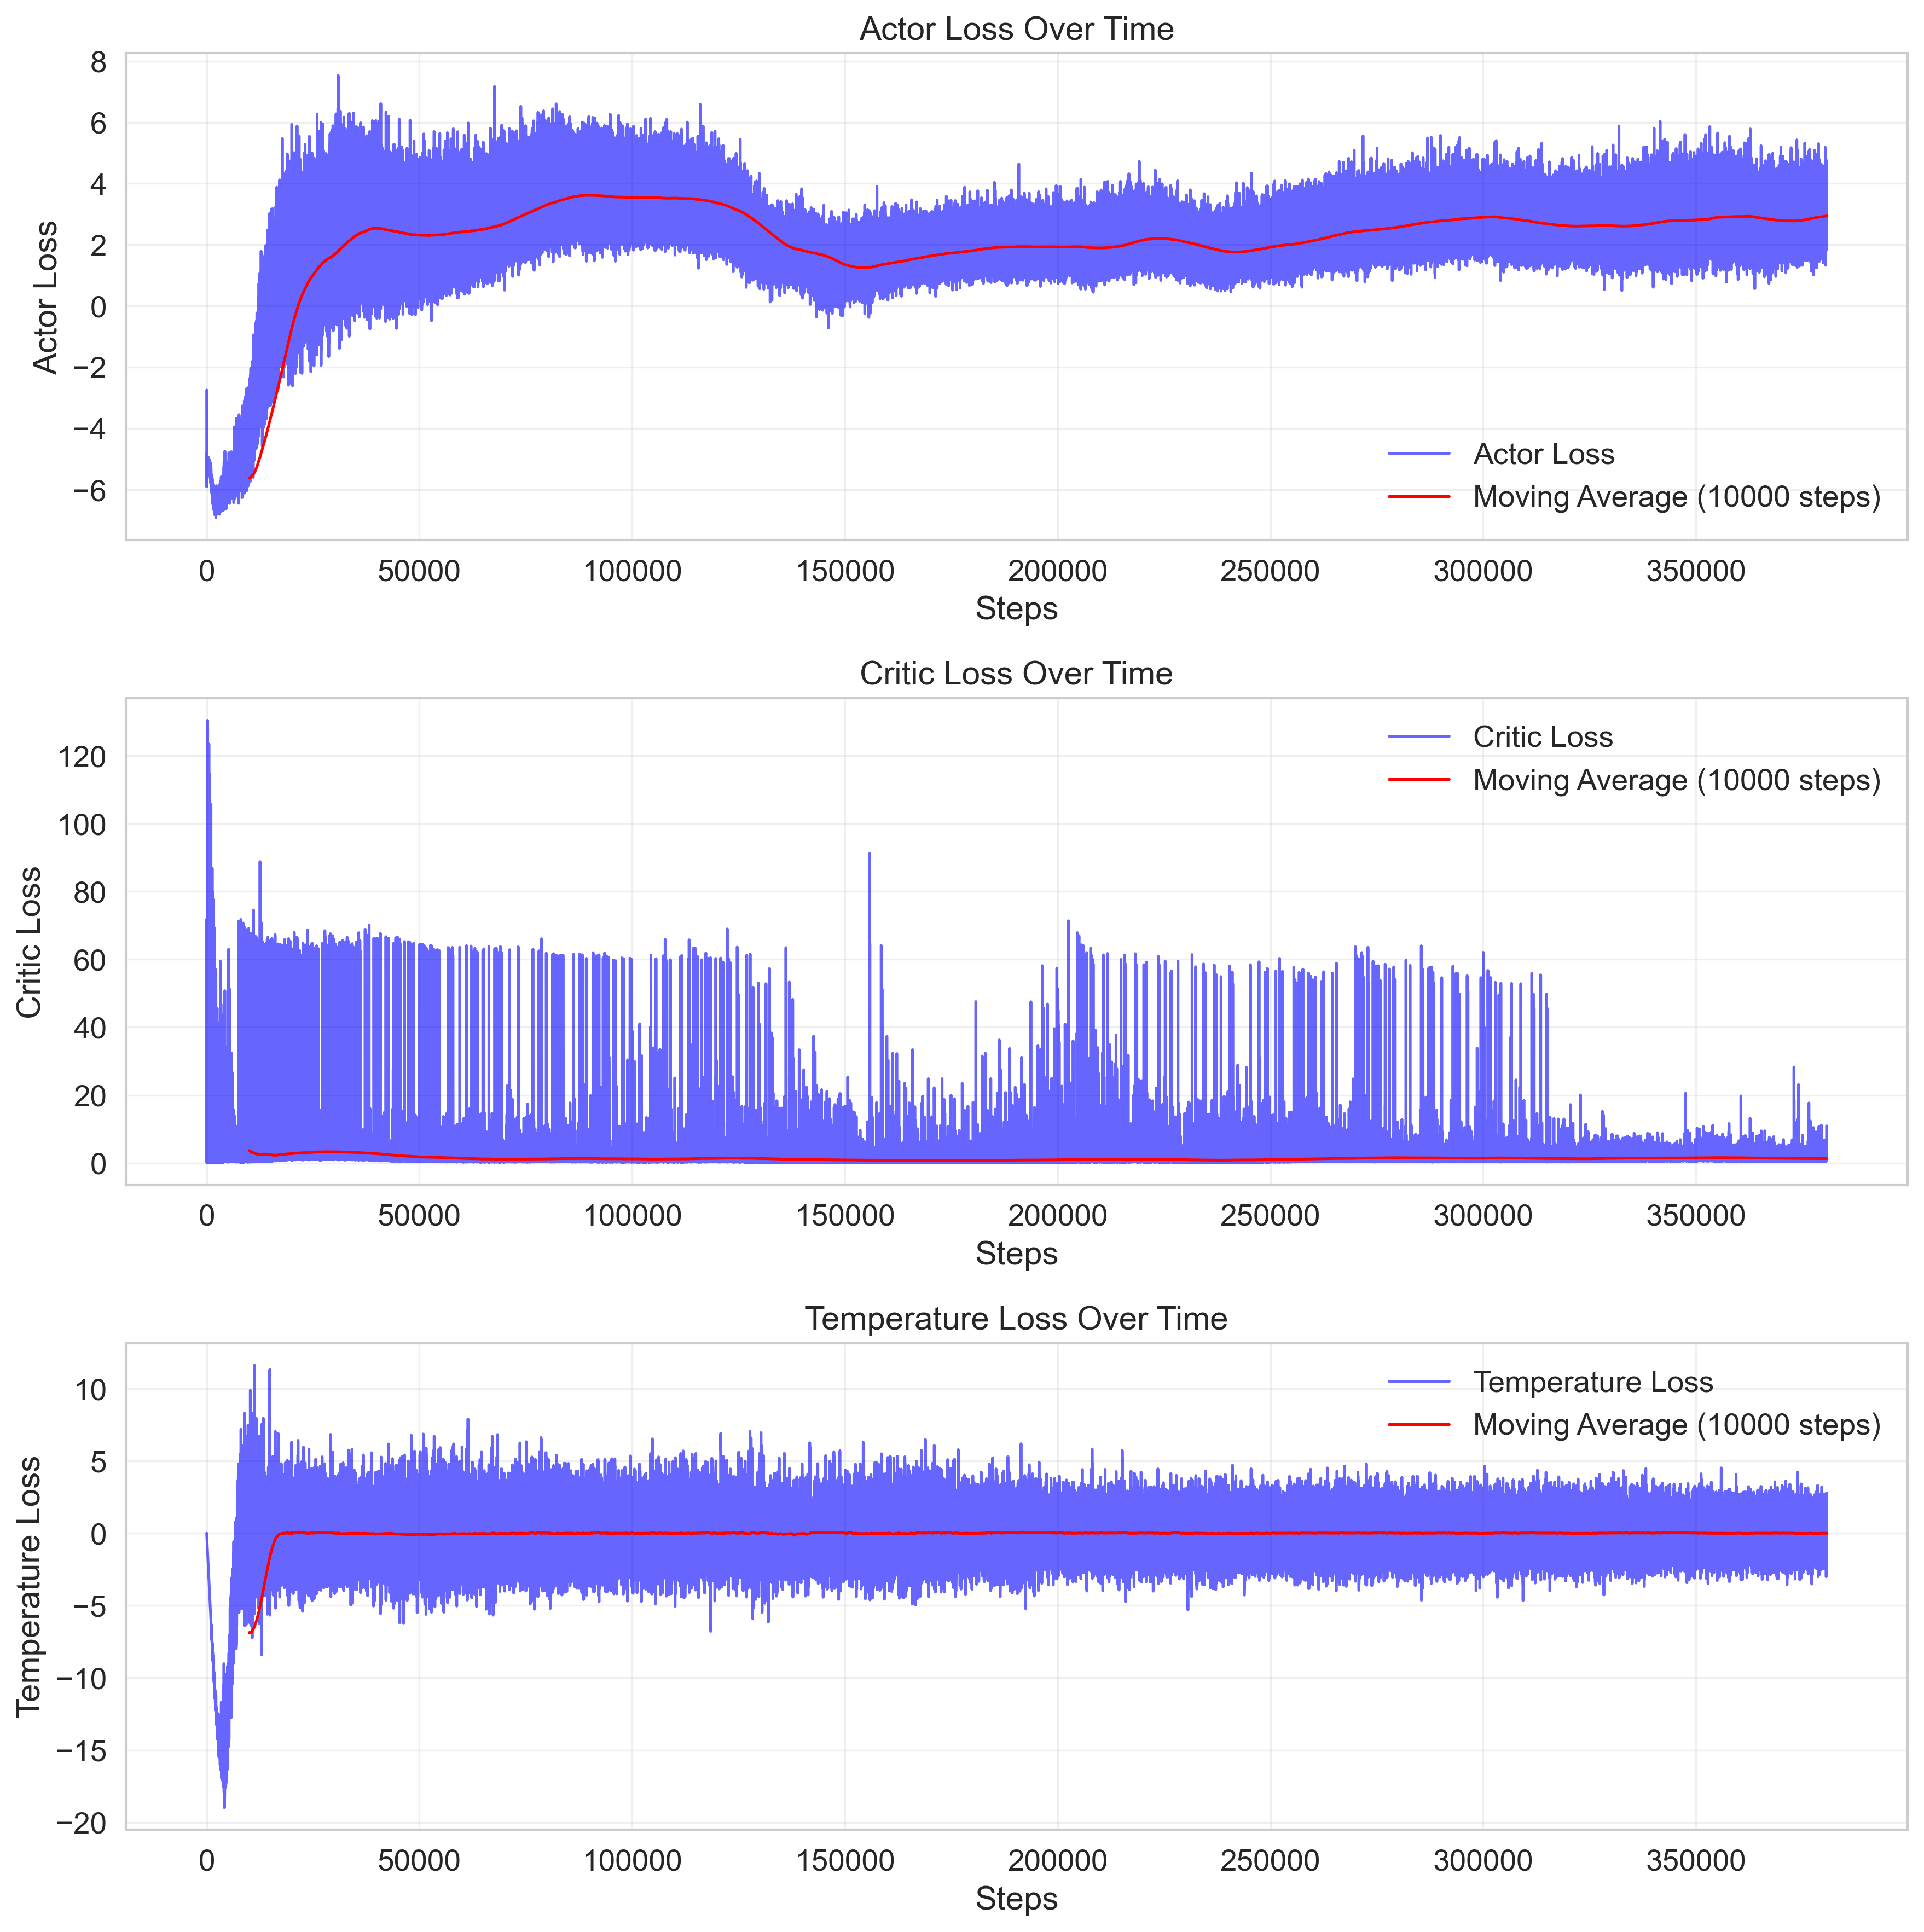 Actor Loss Over Time
8
6
4
2
0
−2
−4
−6
Actor Loss
Actor Loss
Moving Average (10000 steps)
0 50000 100000 150000 200000 250000 300000 350000
Steps
Critic Loss Over Time
120
100
80
60
40
20
0
Critic Loss
Critic Loss
Moving Average (10000 steps)
0 50000 100000 150000 200000 250000 300000 350000
Steps
Temperature Loss Over Time
10
5
0
−5
−10
−15
−20
Temperature Loss
Temperature Loss
Moving Average (10000 steps)
0 50000 100000 150000 200000 250000 300000 350000
Steps